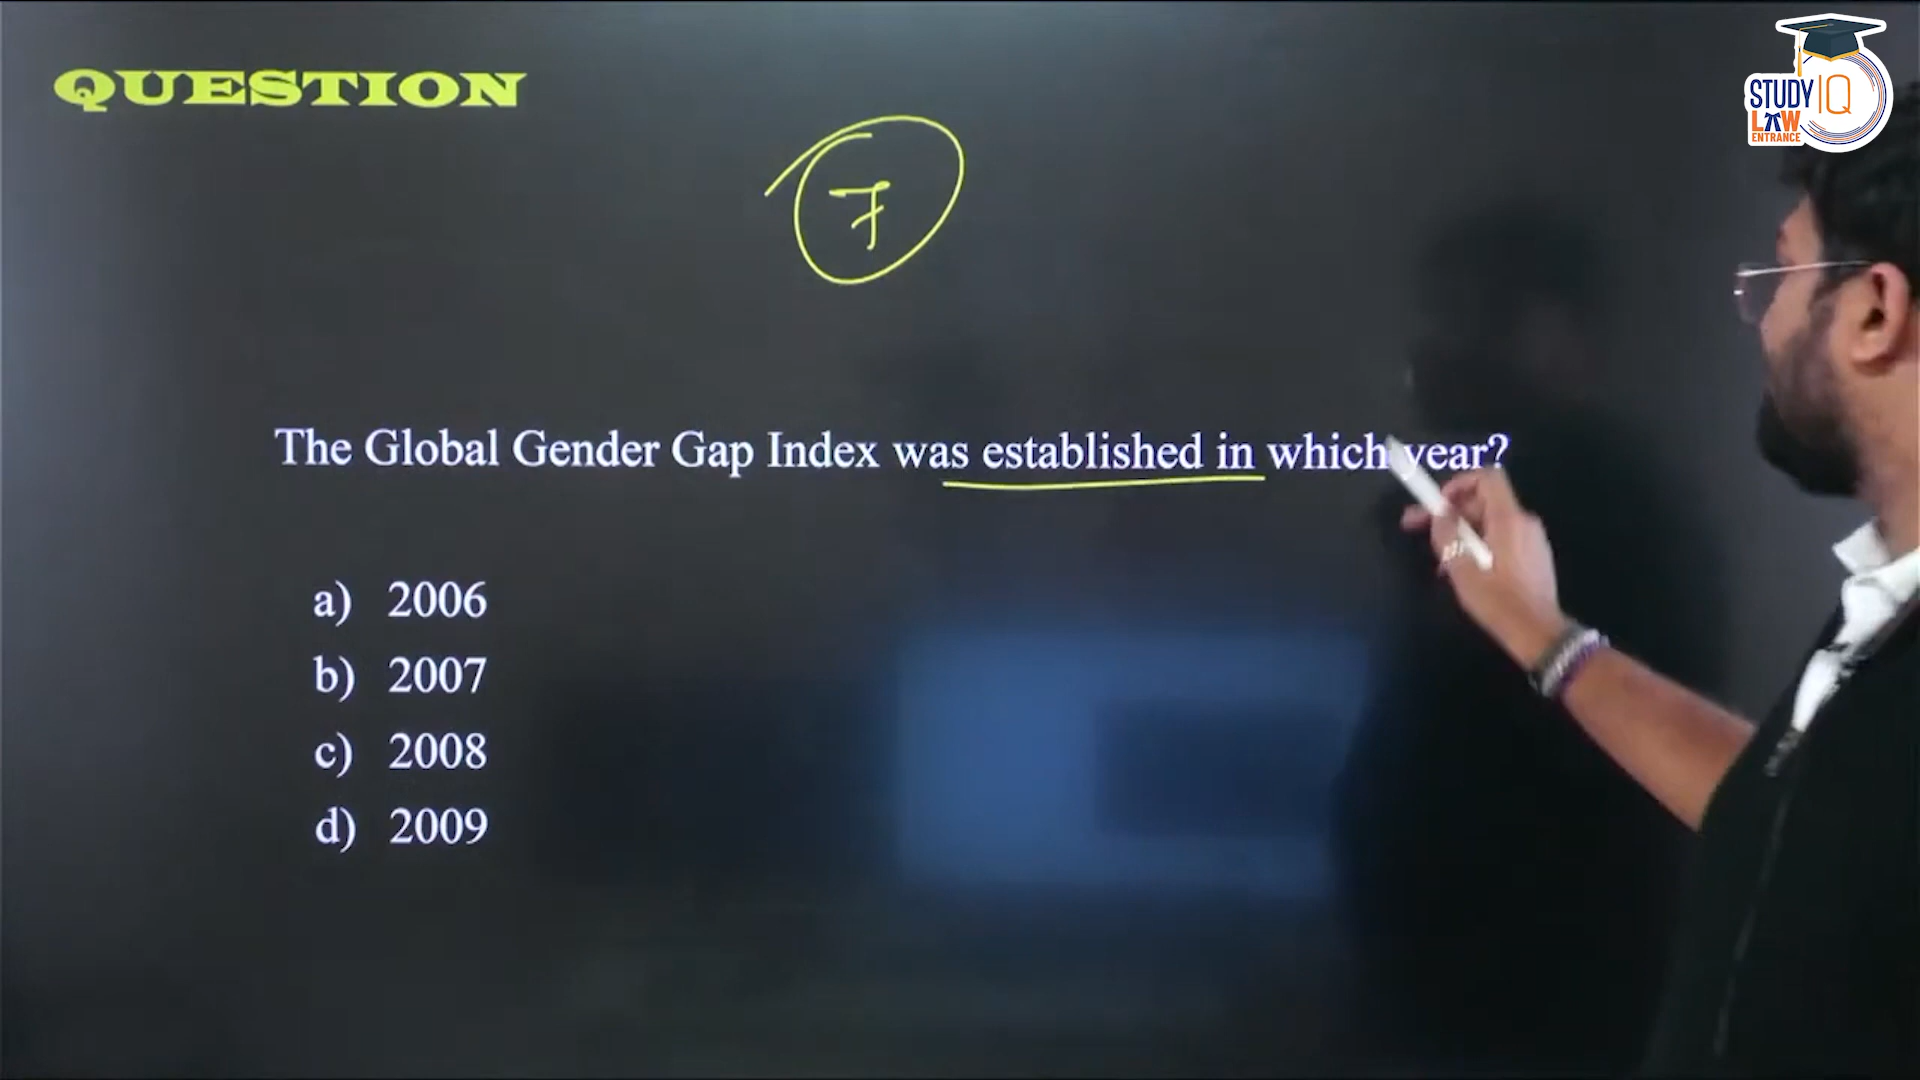 QUESTION
STUDY IQ
LAW
ENTRANCE
7
The Global Gender Gap Index was established in which year?
a) 2006
b) 2007
c) 2008
d) 2009